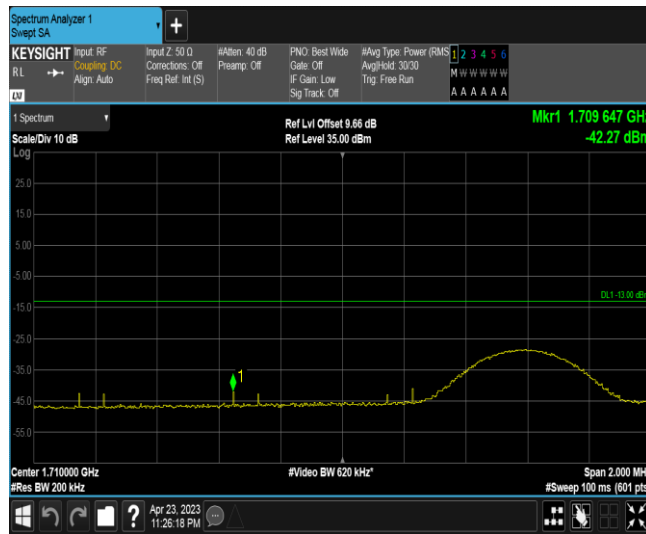 Spectrum Analyzer 1
Swept SA
+
KEYSIGHT Input: RF Input Z: 50 Ω #Atten: 40 dB PNO: Best Wide #Avg Type: Power (RMS 1 2 3 4 5 6
RL Coupling: DC Corrections: Off Preamp: Off Gate: Off Avg|Hold: 30/30 M W W W W W
Align: Auto Freq Ref: Int (S) IF Gain: Low Trig: Free Run
LXI Sig Track: Off A A A A A A
1 Spectrum Ref Lvl Offset 9.66 dB Mkr1 1.709 647 GHz
Scale/Div 10 dB Ref Level 35.00 dBm -42.27 dBm
Log
25.0
15.0
5.00
-5.00
DL1 -13.00 dBm
-15.0
-25.0
-35.0
1
-45.0
-55.0
Center 1.710000 GHz #Video BW 620 kHz* Span 2.000 MH
#Res BW 200 kHz #Sweep 100 ms (601 pts
? Apr 23, 2023
11:26:18 PM